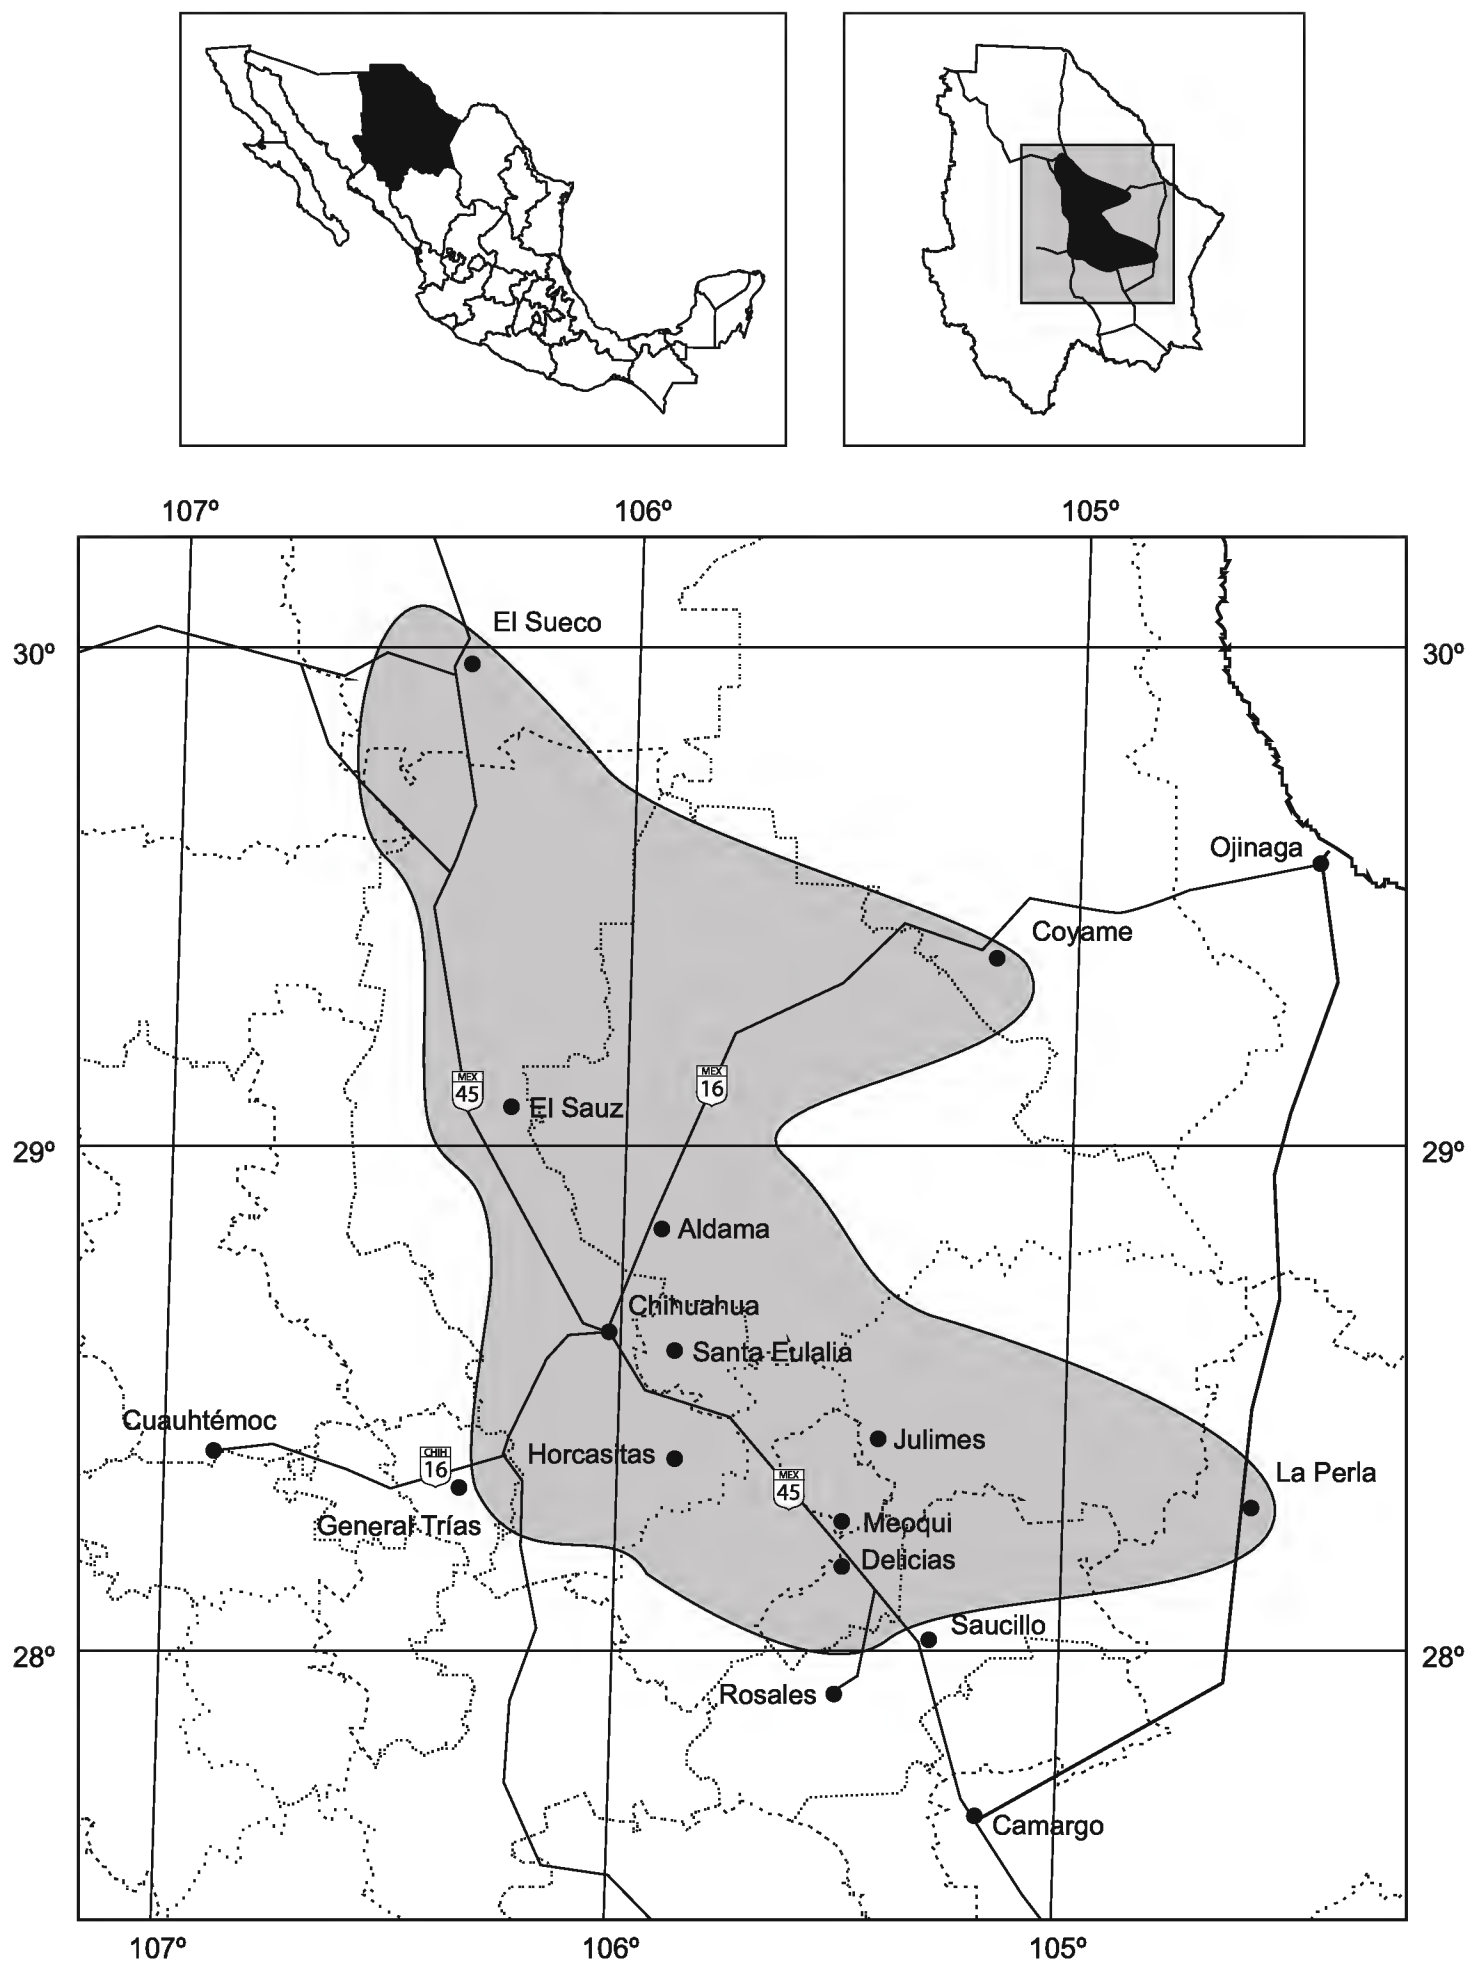 107º 106º 105º
El Sueco
30º 30º
Ojinaga
Coyame
MEX
45
MEX
16
El Sauz
29º 29º
Aldama
Chihuahua
Santa Eulalia
Cuauhtémoc
CHIH
16
Horcasitas
Julimes
La Perla
MEX
45
General Trías
Meoqui
Delicias
Saucillo
28º 28º
Rosales
Camargo
107º 106º 105º